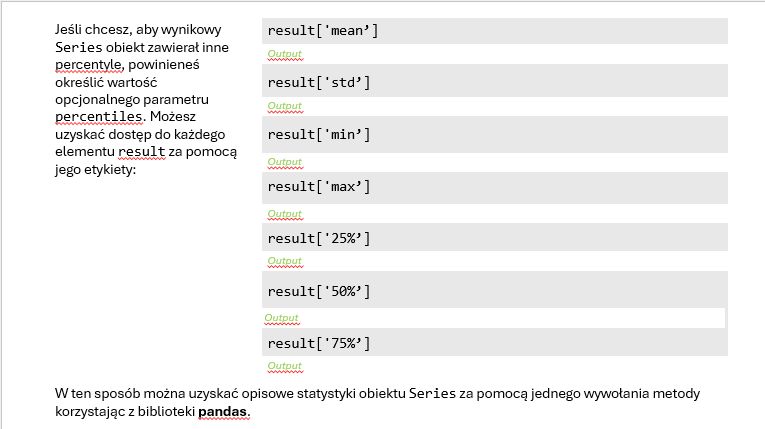 Jeśli chcesz, aby wynikowy
Series obiekt zawierał inne
percentyle, powinieneś
określić wartość
opcjonalnego parametru
percentiles. Możesz
uzyskać dostęp do każdego
elementu result za pomocą
jego etykiety:
result['mean’]
Output
result['std’]
Output
result['min’]
Output
result['max’]
Output
result['25%’]
Output
result['50%’]
Output
result['75%’]
Output
W ten sposób można uzyskać opisowe statystyki obiektu Series za pomocą jednego wywołania metody
korzystając z biblioteki pandas.